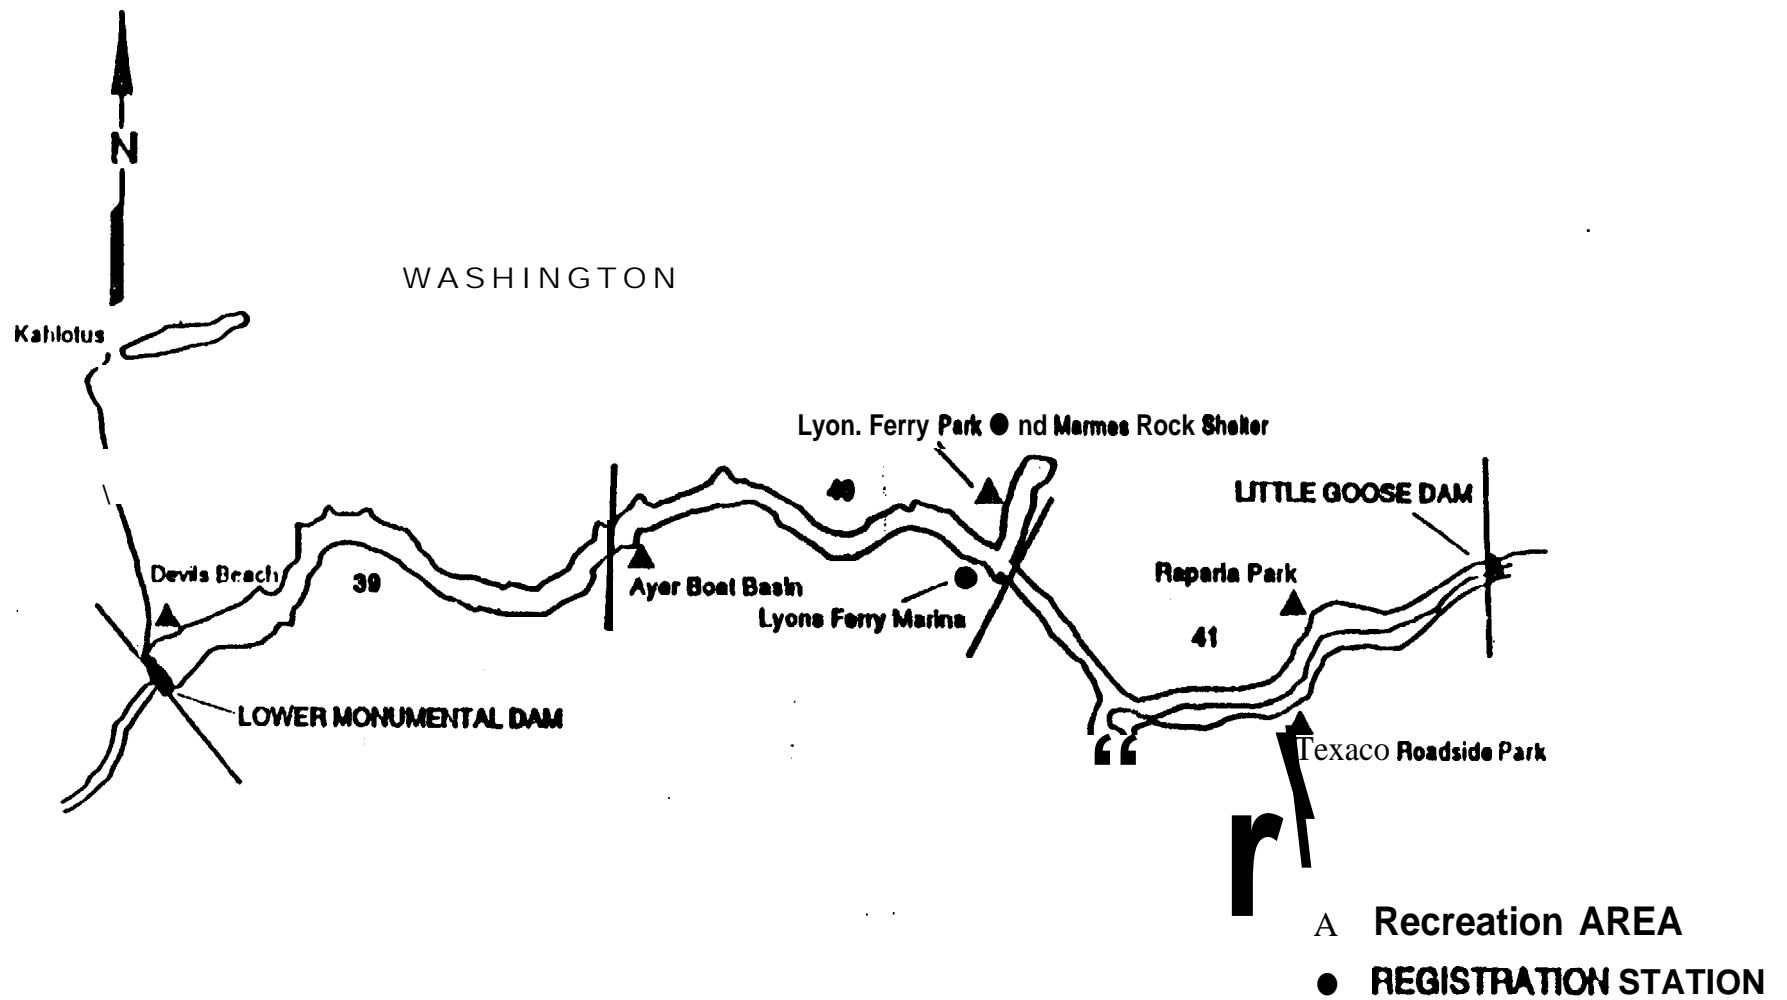 N
WASHINGTON
Kahlotus
Lyon. Ferry Park ● nd Marmes Rock Shelter
40
LITTLE GOOSE DAM
Devils Beach
39
Ayer Boat Basin
Riparia Park
Lyons Ferry Marina
41
LOWER MONUMENTAL DAM
“
Texaco Roadside Park
r
A Recreation AREA
● REGISTRATION STATION